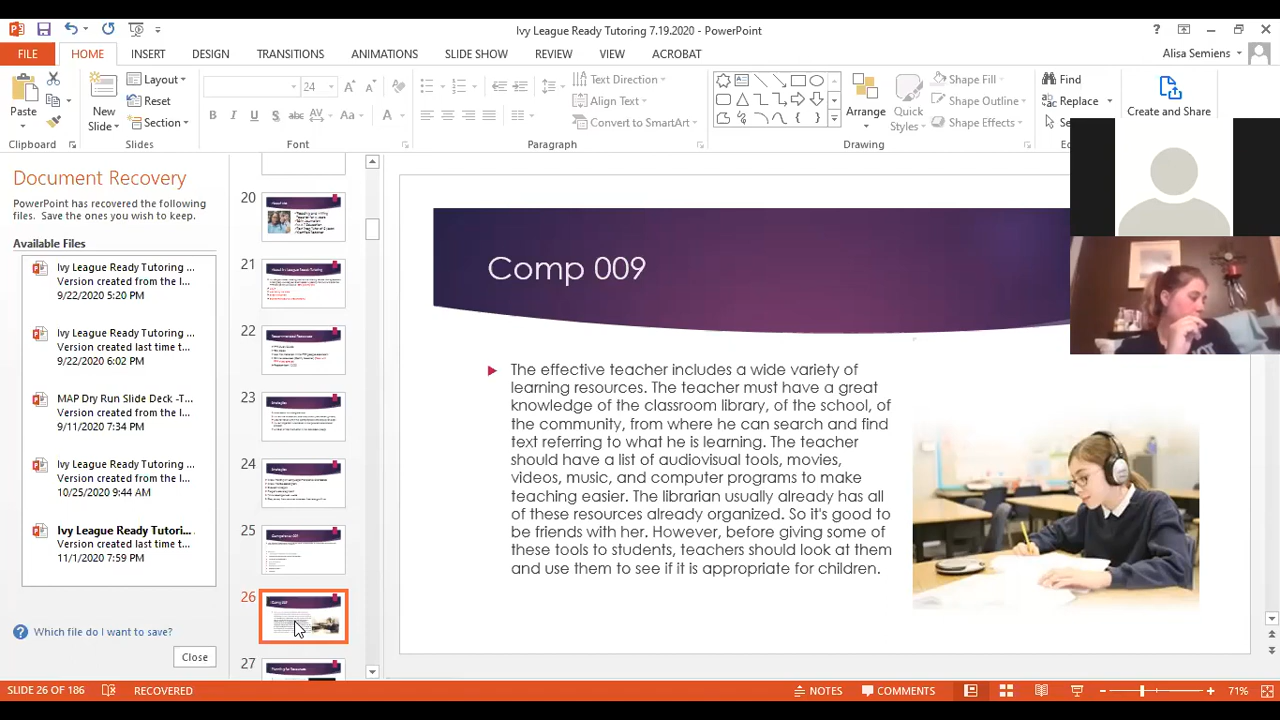 Ivy League Ready Tutoring 7.19.2020 - PowerPoint
FILE HOME INSERT DESIGN TRANSITIONS ANIMATIONS SLIDE SHOW REVIEW VIEW ACROBAT Alisa Semiens
Paste
Clipboard
New Slide
Layout
Reset
Section
Slides
24
Font
Text Direction
Align Text
Convert to SmartArt
Paragraph
Arrange
Quick Styles
Shape Fill
Shape Outline
Shape Effects
Drawing
Find
Replace
Create and Share
Document Recovery
PowerPoint has recovered the following
files. Save the ones you wish to keep.
Available Files
Ivy League Ready Tutoring ...
Version created from the l...
9/22/2020 5:20 PM
Ivy League Ready Tutoring ...
Version created last time t...
9/22/2020 6:02 PM
MAP Dry Run Slide Deck -T...
Version created from the l...
9/11/2020 7:34 PM
Ivy League Ready Tutoring ...
Version created from the l...
10/25/2020 9:44 AM
Ivy League Ready Tutori...
Version created last time t...
11/1/2020 7:59 PM
Which file do I want to save?
Close
20
21
22
23
24
25
26
27
Comp 009
The effective teacher includes a wide variety of
learning resources. The teacher must have a great
knowledge of the classroom library, of the school, of
the community, from where he can search and find
text referring to what he is learning. The teacher
should have a list of audiovisual tools, movies,
videos, music, and computer programs to make
teaching easier. The librarian usually already has all
of these resources already organized. So it's good to
be friends with her. However, before giving some of
these tools to students, teachers should look at them
and use them to see if it is appropriate for children.
SLIDE 26 OF 186 RECOVERED NOTES COMMENTS 71%